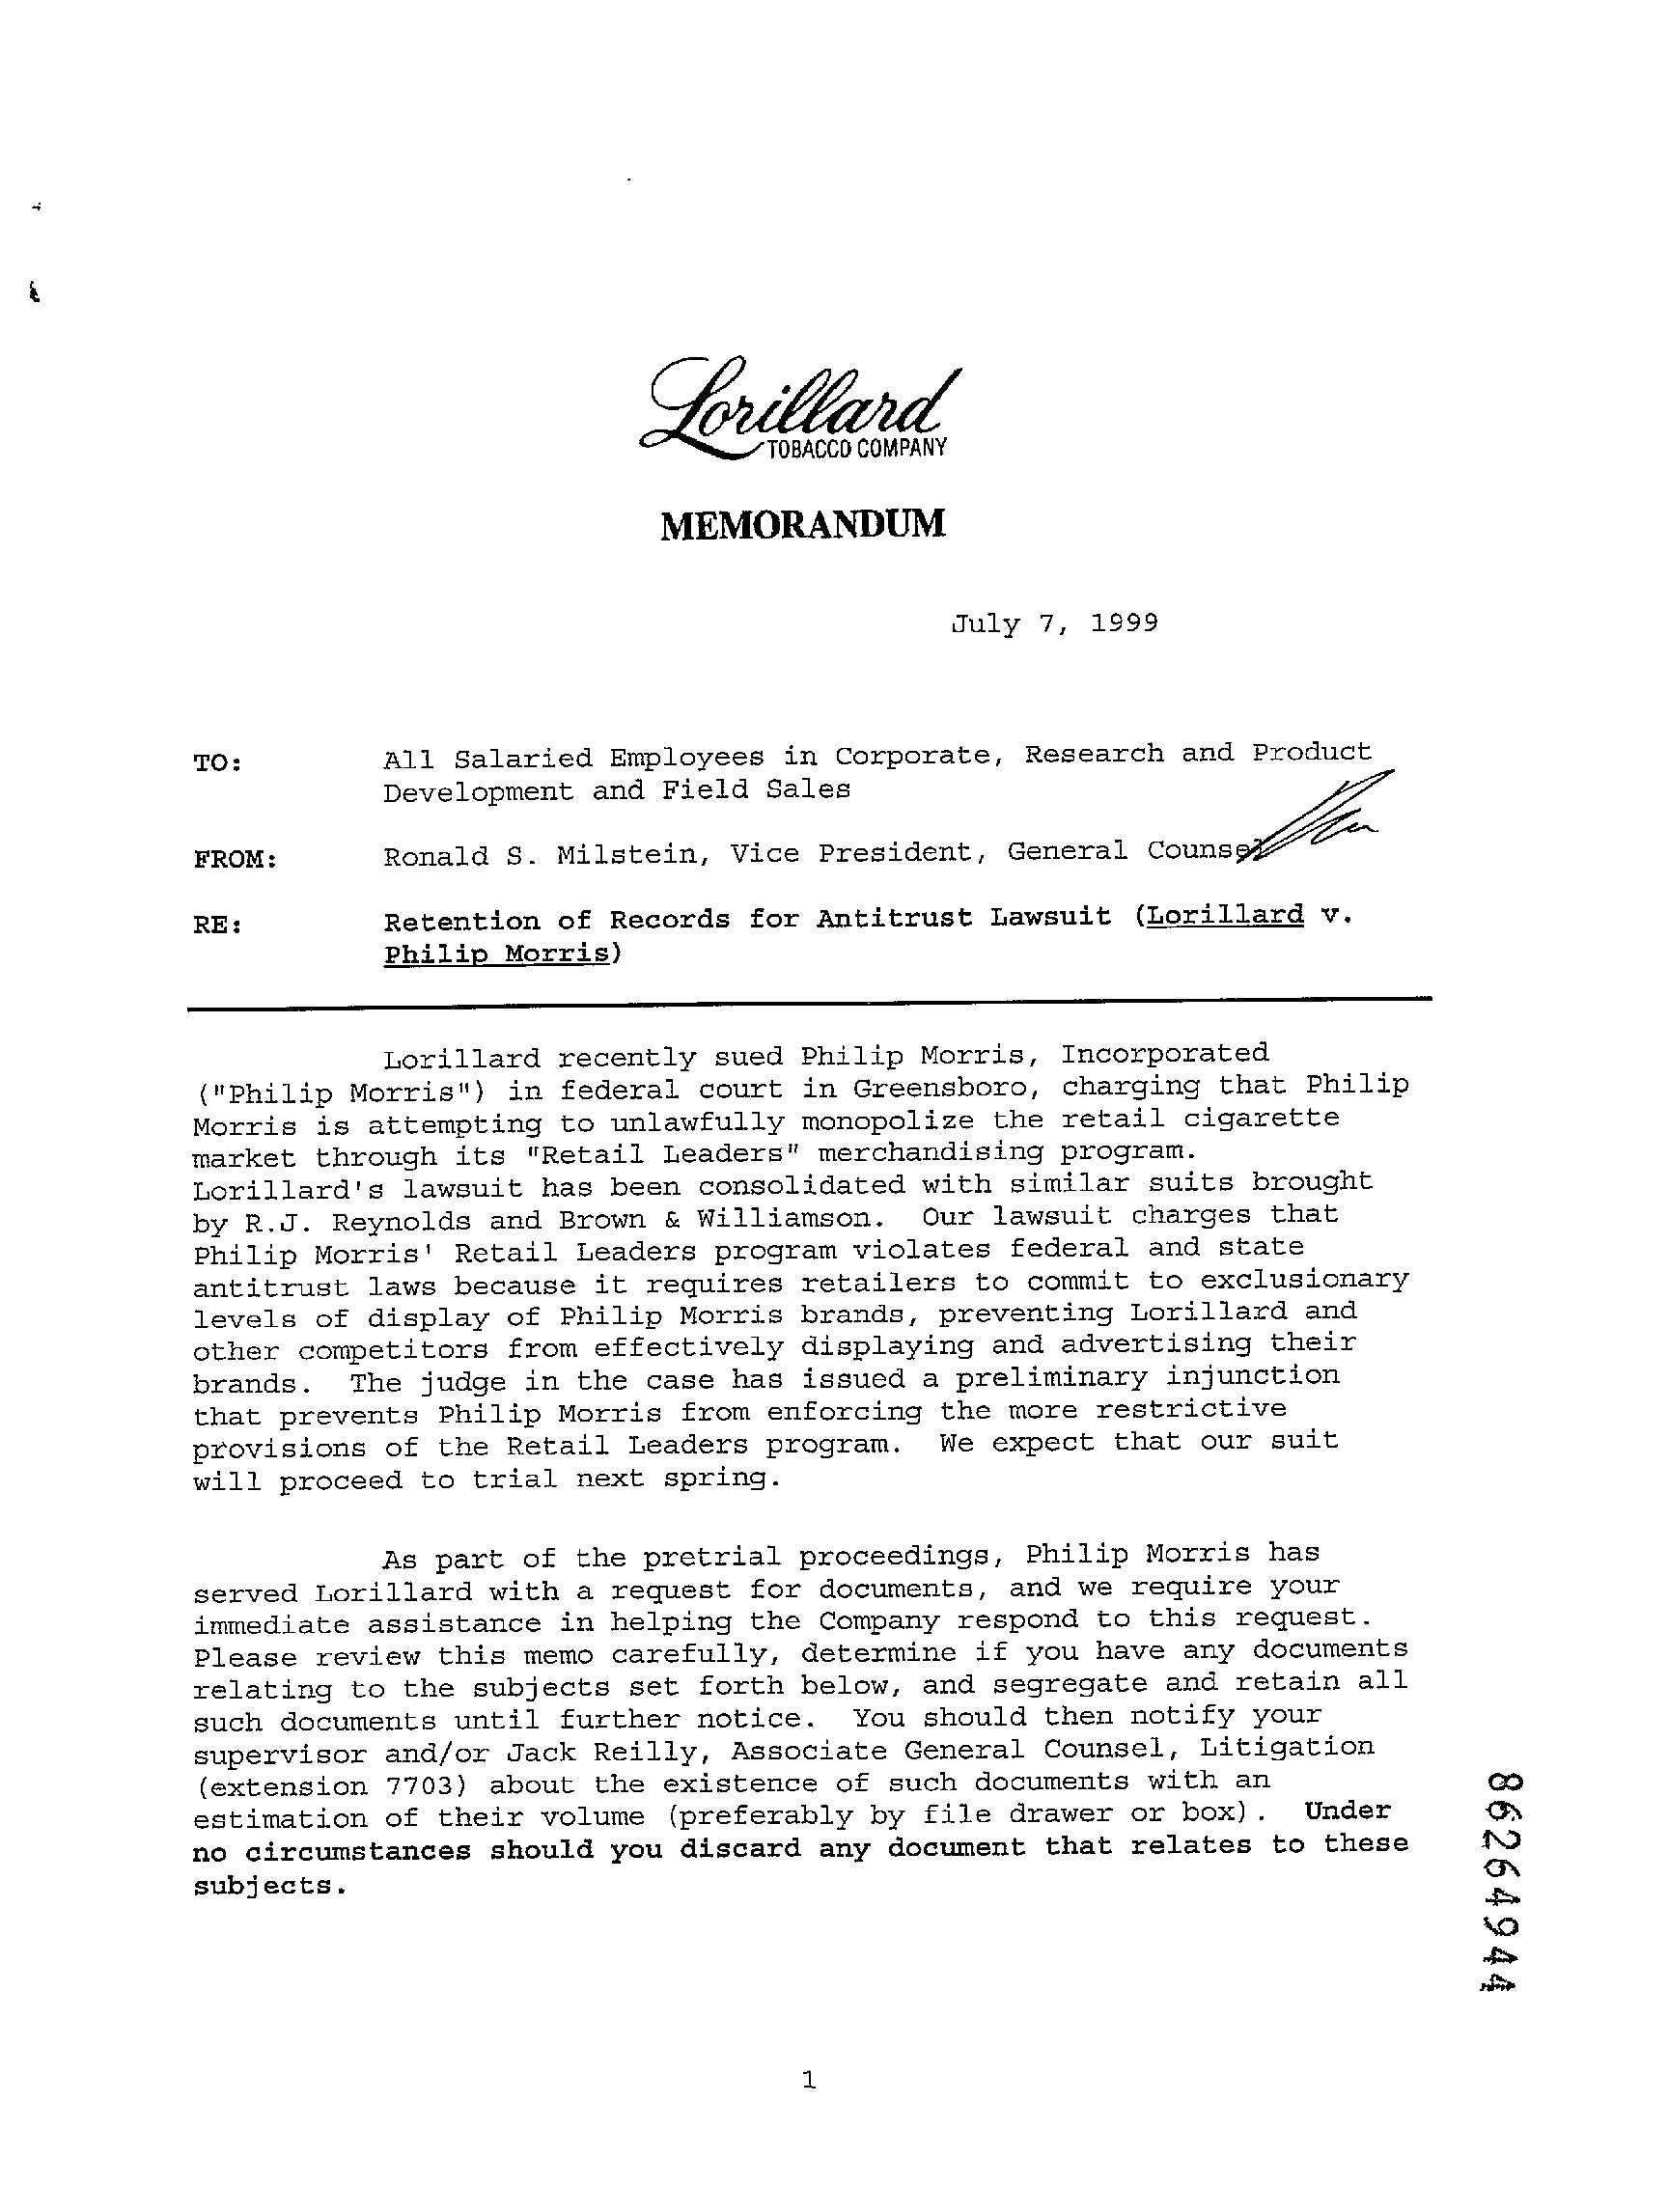 Lorillard
TOBACCO COMPANY
MEMORANDUM
July 7, 1999
TO: All Salaried Employees in Corporate, Research and Product
Development and Field Sales
FROM: Ronald S. Milstein, Vice President, General Counsel
RE: Retention of Records for Antitrust Lawsuit (Lorillard v.
Philip Morris)
Lorillard recently sued Philip Morris, Incorporated
("Philip Morris") in federal court in Greensboro, charging that Philip
Morris is attempting to unlawfully monopolize the retail cigarette
market through its "Retail Leaders" merchandising program.
Lorillard's lawsuit has been consolidated with similar suits brought
by R.J. Reynolds and Brown & Williamson. Our lawsuit charges that
Philip Morris' Retail Leaders program violates federal and state
antitrust laws because it requires retailers to commit to exclusionary
levels of display of Philip Morris brands, preventing Lorillard and
other competitors from effectively displaying and advertising their
brands. The judge in the case has issued a preliminary injunction
that prevents Philip Morris from enforcing the more restrictive
provisions of the Retail Leaders program. We expect that our suit
will proceed to trial next spring.
As part of the pretrial proceedings, Philip Morris has
served Lorillard with a request for documents, and we require your
immediate assistance in helping the Company respond to this request.
Please review this memo carefully, determine if you have any documents
relating to the subjects set forth below, and segregate and retain all
such documents until further notice. You should then notify your
supervisor and/or Jack Reilly, Associate General Counsel, Litigation
(extension 7703) about the existence of such documents with an
estimation of their volume (preferably by file drawer or box). Under
no circumstances should you discard any document that relates to these
subjects.
86264944
1